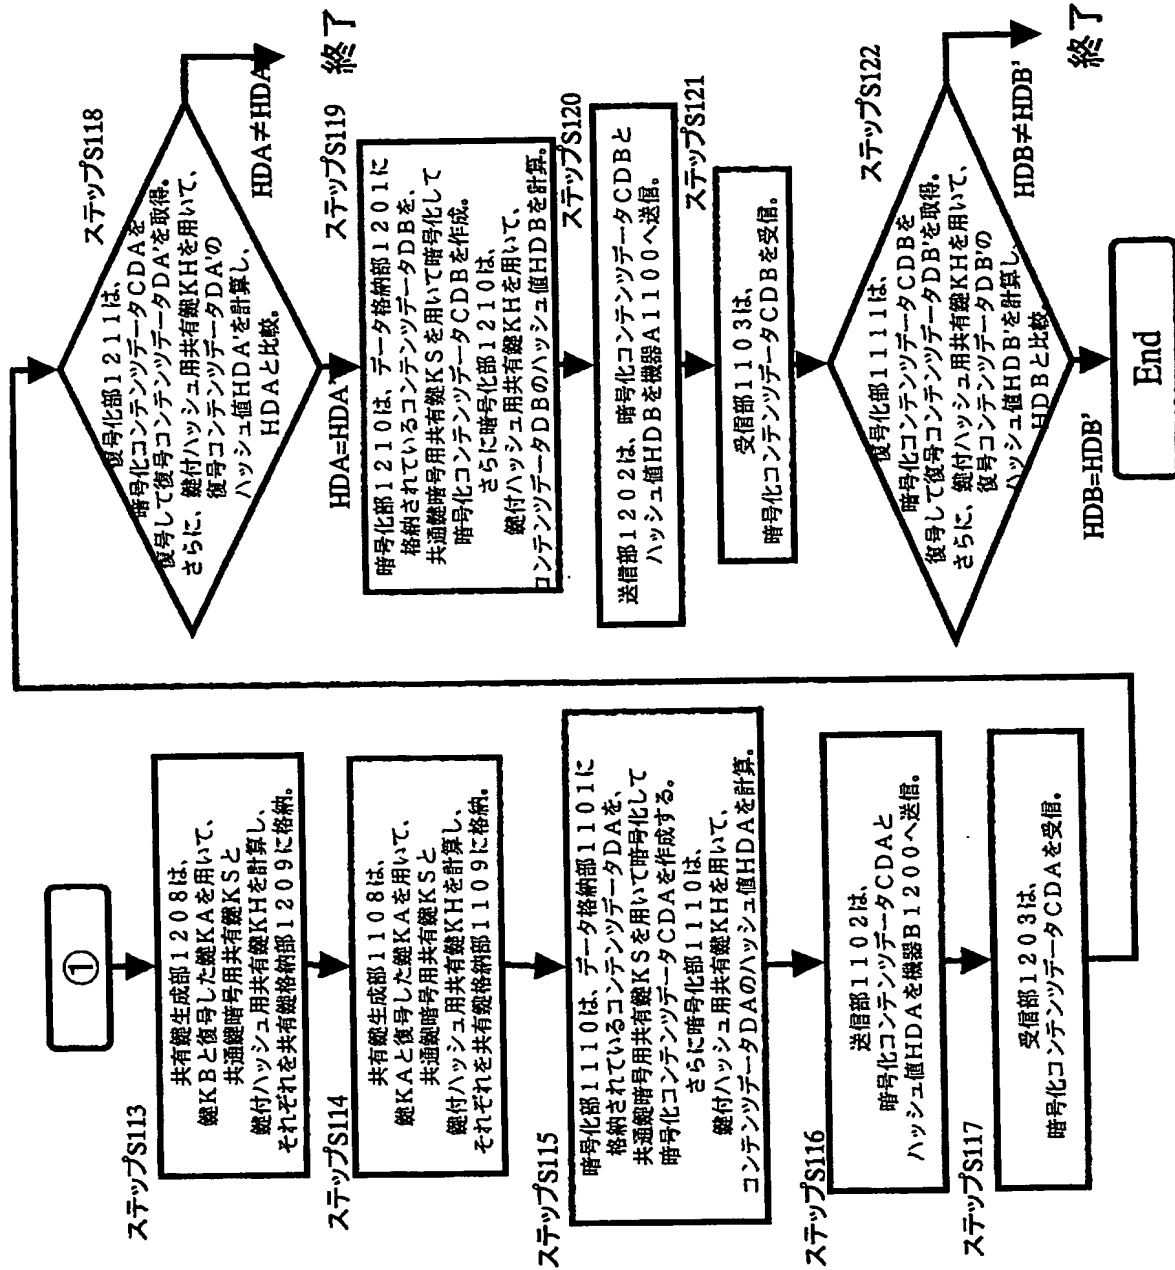 ①
ステップS113
共有鍵生成部１２０８は、
鍵KBと復号した鍵KAを用いて、
共通鍵暗号用共有鍵KSと
鍵付ハッシュ用共有鍵KHを計算し、
それぞれを共有鍵格納部１２０９に格納。
ステップS114
共有鍵生成部１１０８は、
鍵KAと復号した鍵KAを用いて、
共通鍵暗号用共有鍵KSと
鍵付ハッシュ用共有鍵KHを計算し、
それぞれを共有鍵格納部１１０９に格納。
ステップS115
暗号化部１１１０は、データ格納部１１０１に
格納されているコンテンツデータDAを、
共通鍵暗号用共有鍵KSを用いて暗号化して
暗号化コンテンツデータCDAを作成する。
さらに暗号化部１１１０は、
鍵付ハッシュ用共有鍵KHを用いて、
コンテンツデータDAのハッシュ値HDAを計算。
ステップS116
送信部１１０２は、
暗号化コンテンツデータCDAと
ハッシュ値HDAを機器B１２００へ送信。
ステップS117
受信部１２０３は、
暗号化コンテンツデータCDAを受信。
ステップS118
復号化部１２１１は、
暗号化コンテンツデータCDAを
復号して復号コンテンツデータDA'を取得。
さらに、鍵付ハッシュ用共有鍵KHを用いて、
復号コンテンツデータDA'の
ハッシュ値HDA'を計算し、
HDAと比較。
HDA≠HDA'
終了
HDA=HDA'
ステップS119
暗号化部１２１０は、データ格納部１２０１に
格納されているコンテンツデータDBを、
共通鍵暗号用共有鍵KSを用いて暗号化して
暗号化コンテンツデータCDBを作成。
さらに暗号化部１２１０は、
鍵付ハッシュ用共有鍵KHを用いて、
コンテンツデータDBのハッシュ値HDBを計算。
ステップS120
送信部１２０２は、暗号化コンテンツデータCDBと
ハッシュ値HDBを機器A１１００へ送信。
ステップS121
受信部１１０３は、
暗号化コンテンツデータCDBを受信。
ステップS122
復号化部１１１１は、
暗号化コンテンツデータCDBを
復号して復号コンテンツデータDB'を取得。
さらに、鍵付ハッシュ用共有鍵KHを用いて、
復号コンテンツデータDB'の
ハッシュ値HDB'を計算し、
HDBと比較。
HDB≠HDB'
終了
HDB=HDB'
End